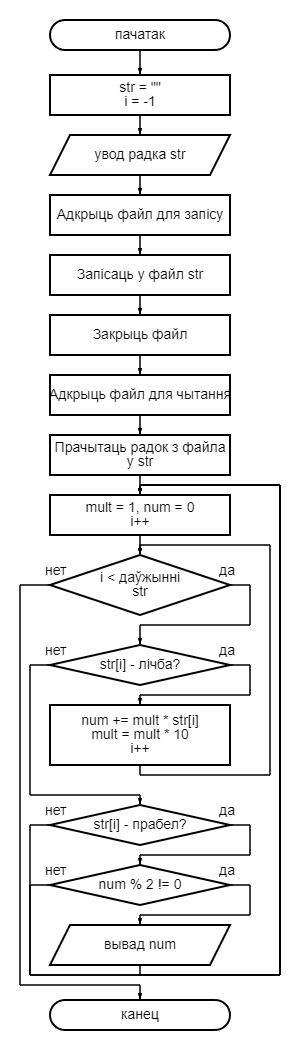 пачатак
str = ""
i = -1
увод радка str
Адкрыць файл для запісу
Запісаць у файл str
Закрыць файл
Адкрыць файл для чытання
Прачытаць радок з файла
у str
mult = 1, num = 0
i++
нет
да
i < даўжынні
str
нет
да
str[i] - лічба?
num += mult * str[i]
mult = mult * 10
i++
нет
да
str[i] - прабел?
нет
да
num % 2 != 0
вывад num
канец